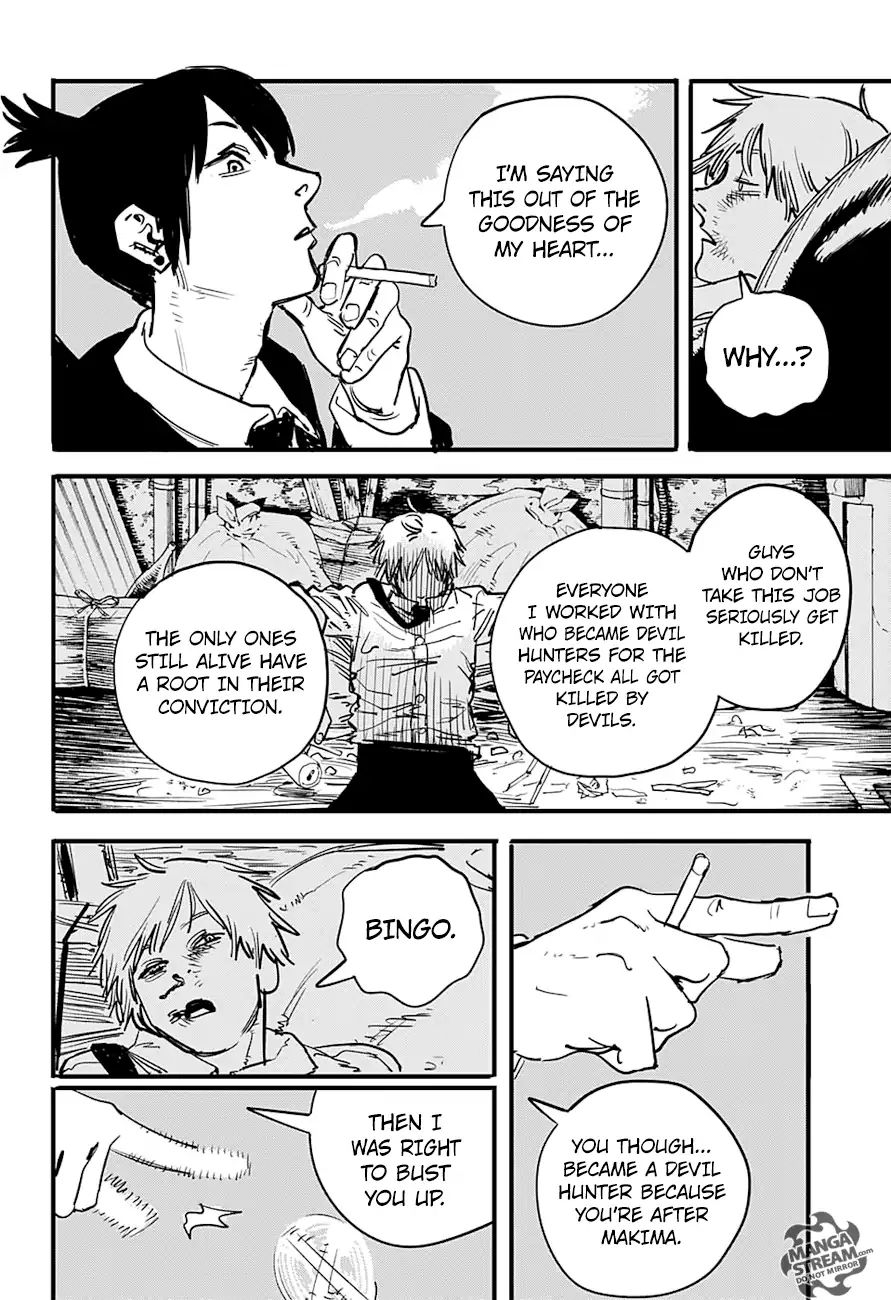 WHY...?
I'M SAYING
THIS OUT OF THE
GOODNESS OF
MY HEART...
GUYS
WHO DON'T
TAKE THIS JOB
SERIOUSLY GET
KILLED.
EVERYONE
I WORKED WITH
WHO BECAME DEVIL
HUNTERS FOR THE
PAYCHECK ALL GOT
KILLED BY
DEVILS.
THE ONLY ONES
STILL ALIVE HAVE
A ROOT IN THEIR
CONVICTION.
YOU THOUGH...
BECAME A DEVIL
HUNTER BECAUSE
YOU'RE AFTER
MAKIMA.
BINGO.
THEN I
WAS RIGHT
TO BUST
YOU UP.
MANGA
STREAM.com
DO NOT MIRROR